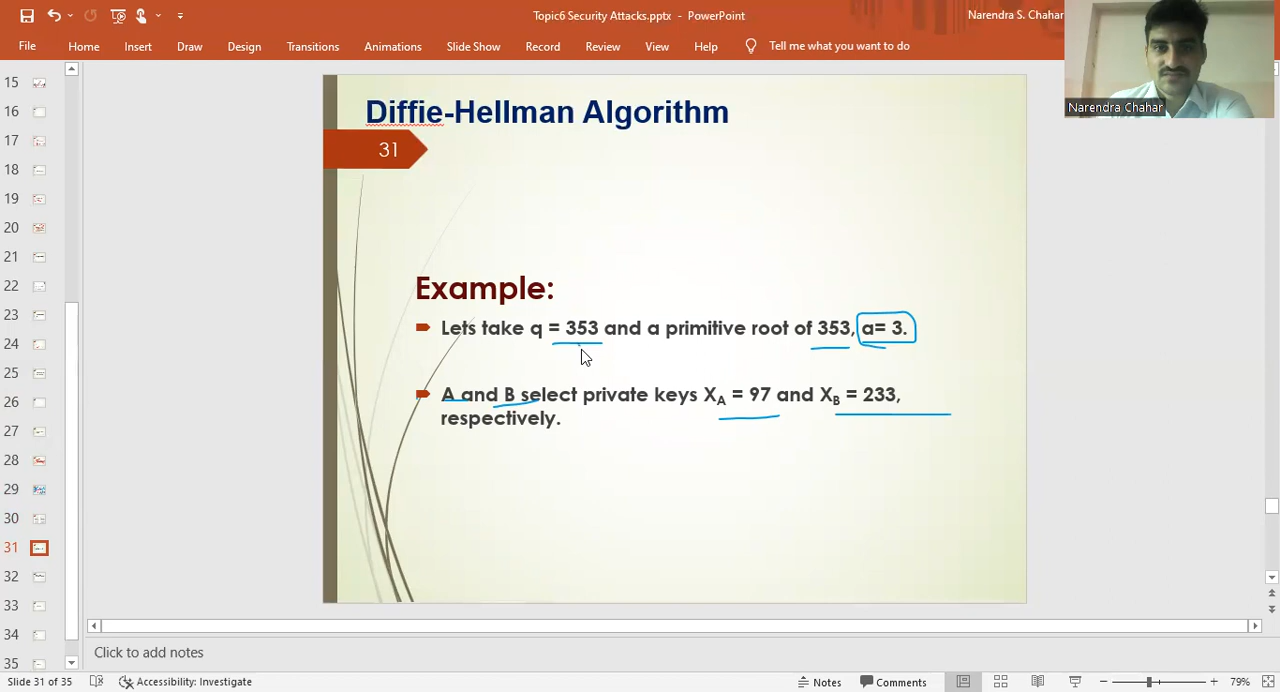 Topic6 Security Attacks.pptx - PowerPoint
Narendra S. Chahar
File Home Insert Draw Design Transitions Animations Slide Show Record Review View Help Tell me what you want to do
Narendra Chahar
15
16
17
18
19
20
21
22
23
24
25
26
27
28
29
30
31
32
33
34
35
Diffie-Hellman Algorithm
31
Example:
Lets take q = 353 and a primitive root of 353, a= 3.
A and B select private keys XA = 97 and XB = 233,
respectively.
Click to add notes
Slide 31 of 35 Accessibility: Investigate Notes Comments 79%